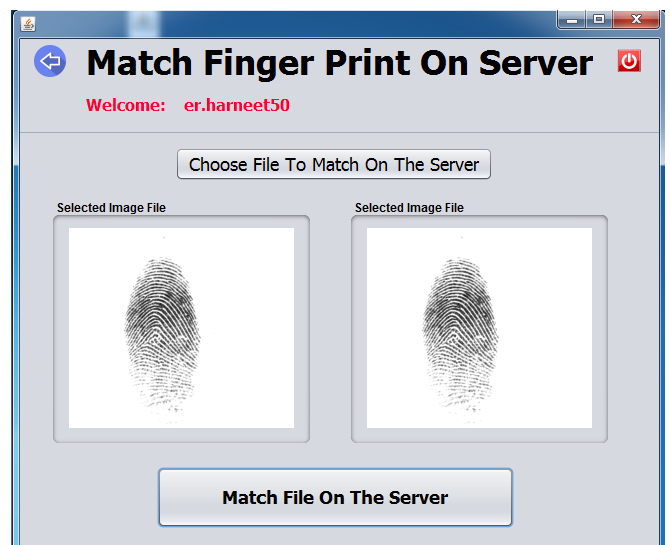 Match Finger Print On Server
Welcome: er.harneet50
Choose File To Match On The Server
Selected Image File
Selected Image File
Match File On The Server